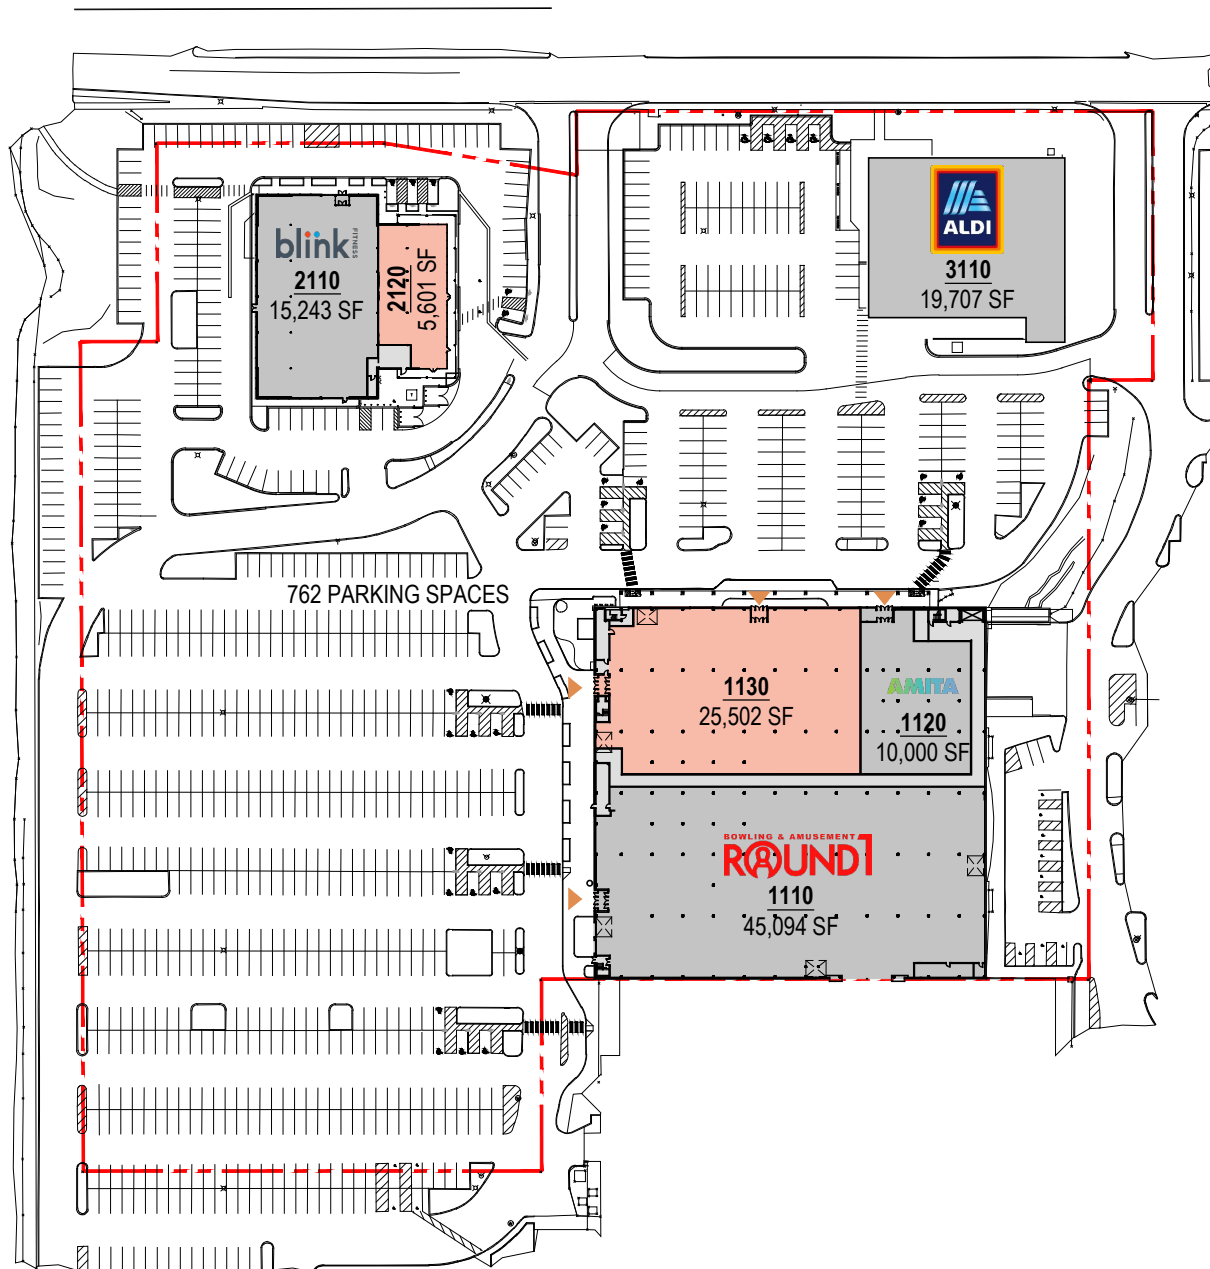 blink
FITNESS
2110
15,243 SF
2120
5,601 SF
ALDI
3110
19,707 SF
762 PARKING SPACES
1130
25,502 SF
AMITA
1120
10,000 SF
BOWLING & AMUSEMENT
ROUND1
1110
45,094 SF